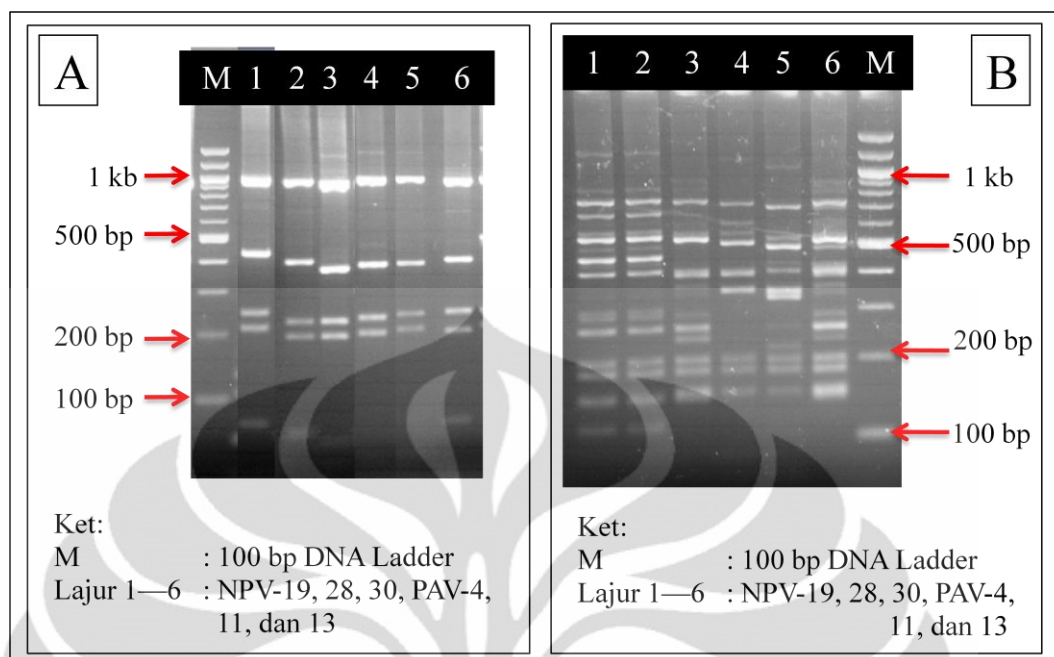 A
M 1 2 3 4 5 6
1 kb
500 bp
200 bp
100 bp
Ket:
M : 100 bp DNA Ladder
Lajur 1—6 : NPV-19, 28, 30, PAV-4,
11, dan 13
B
1 2 3 4 5 6 M
1 kb
500 bp
200 bp
100 bp
Ket:
M : 100 bp DNA Ladder
Lajur 1—6 : NPV-19, 28, 30, PAV-4,
11, dan 13